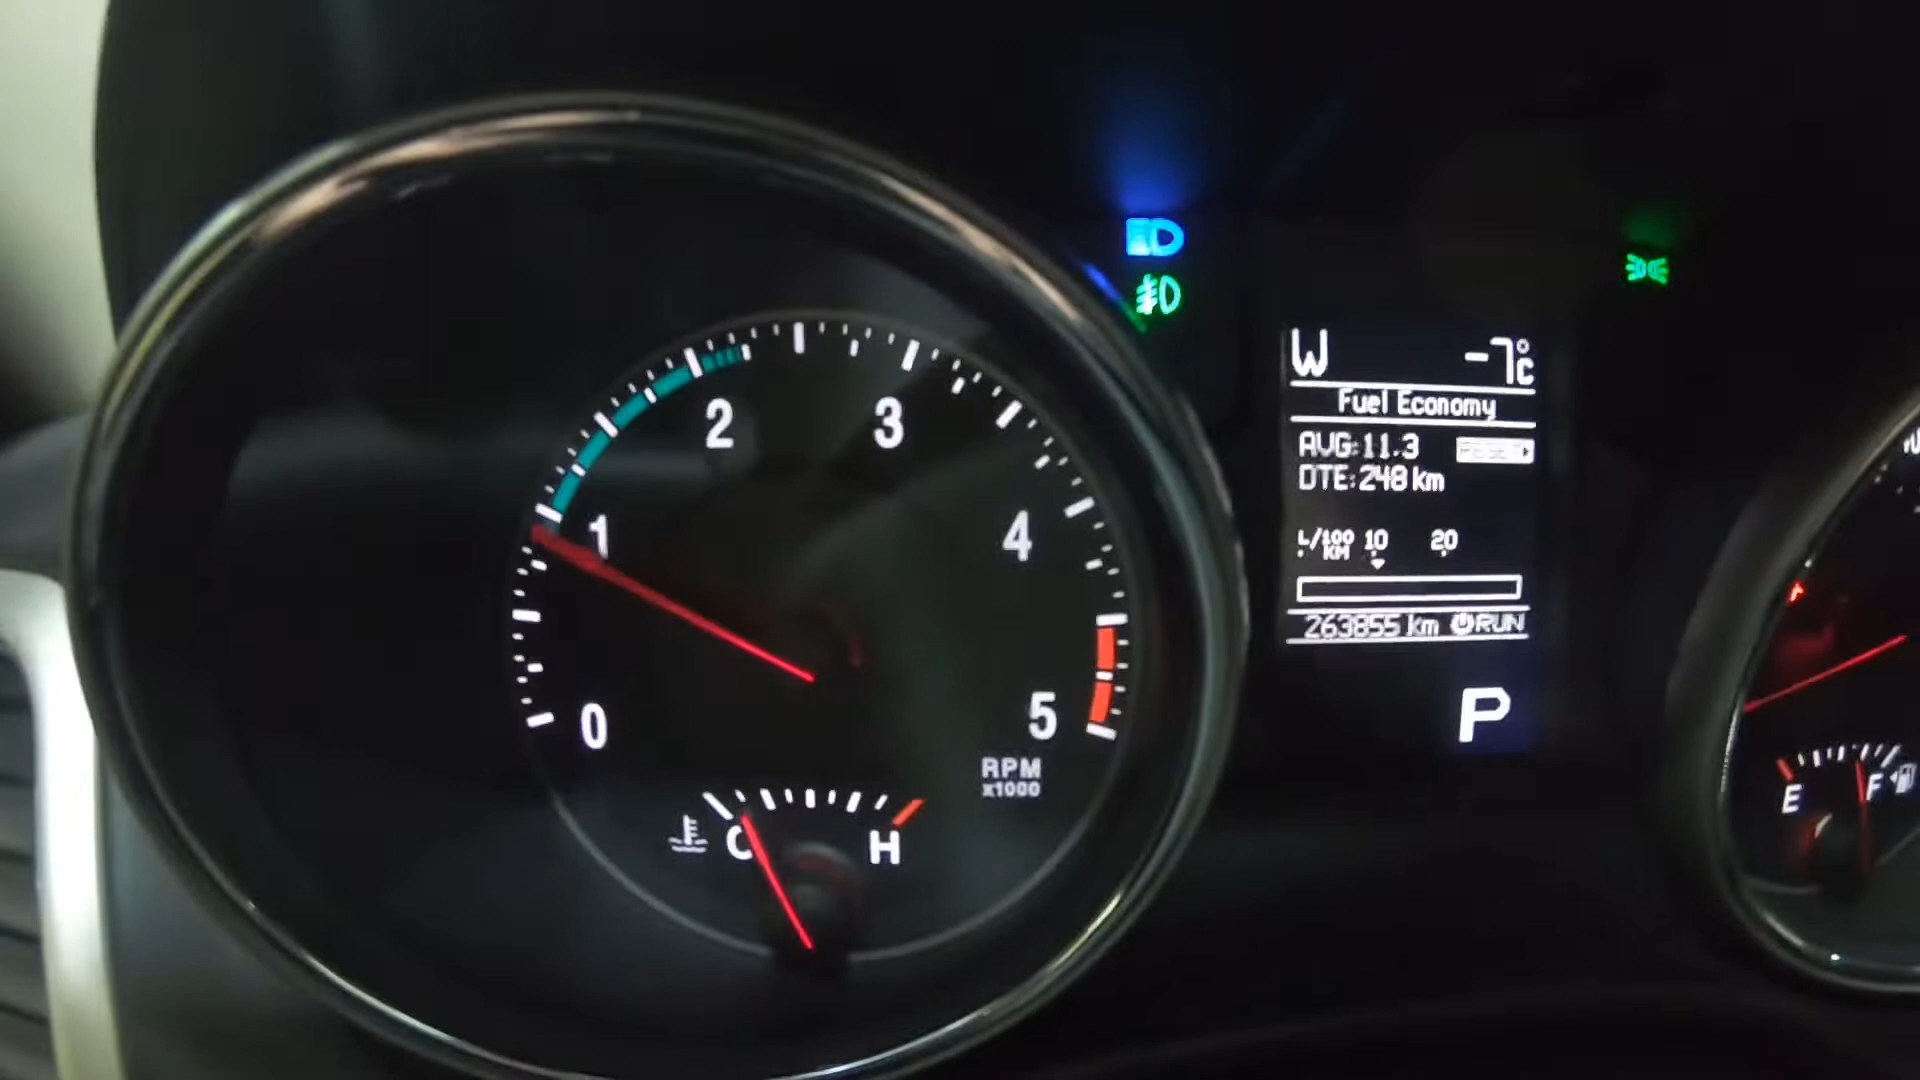 0
1
2
3
4
5
RPM
x1000
C
H
W -7°C
Fuel Economy
AVG:11.3
DTE:248 km
L/100 KM 10 20
263855 km RUN
P
E
F